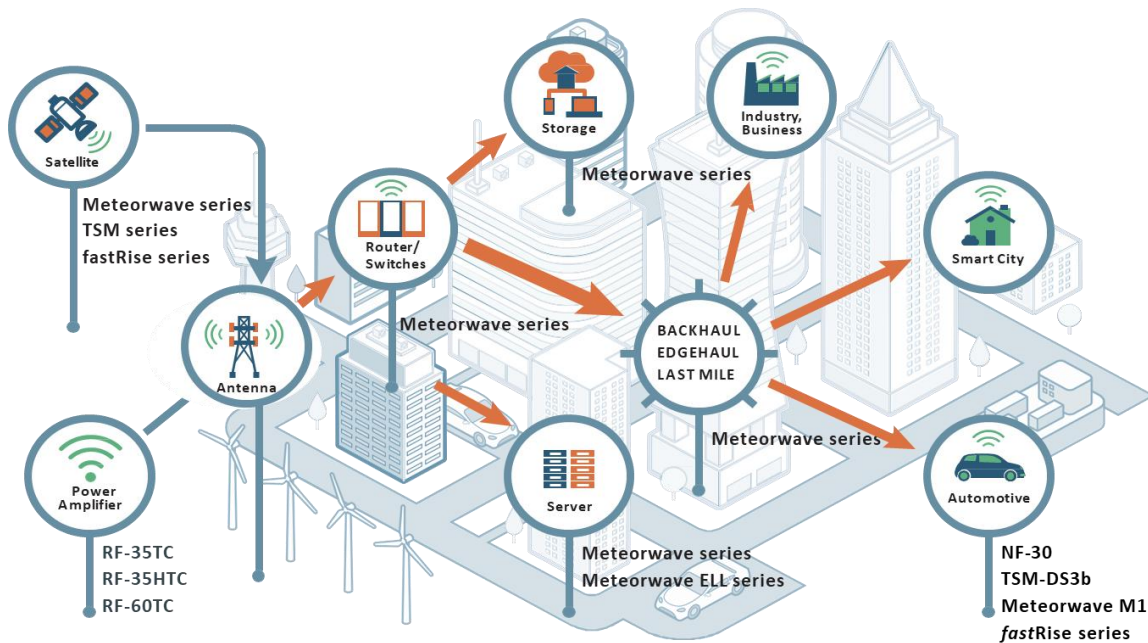 Satellite
Meteorwave series
TSM series
fastRise series
Storage
Meteorwave series
Industry,
Business
Router/
Switches
Meteorwave series
Smart City
Antenna
BACKHAUL
EDGEHAUL
LAST MILE
Meteorwave series
Power
Amplifier
RF-35TC
RF-35HTC
RF-60TC
Server
Meteorwave series
Meteorwave ELL series
Automotive
NF-30
TSM-DS3b
Meteorwave M1
fastRise series